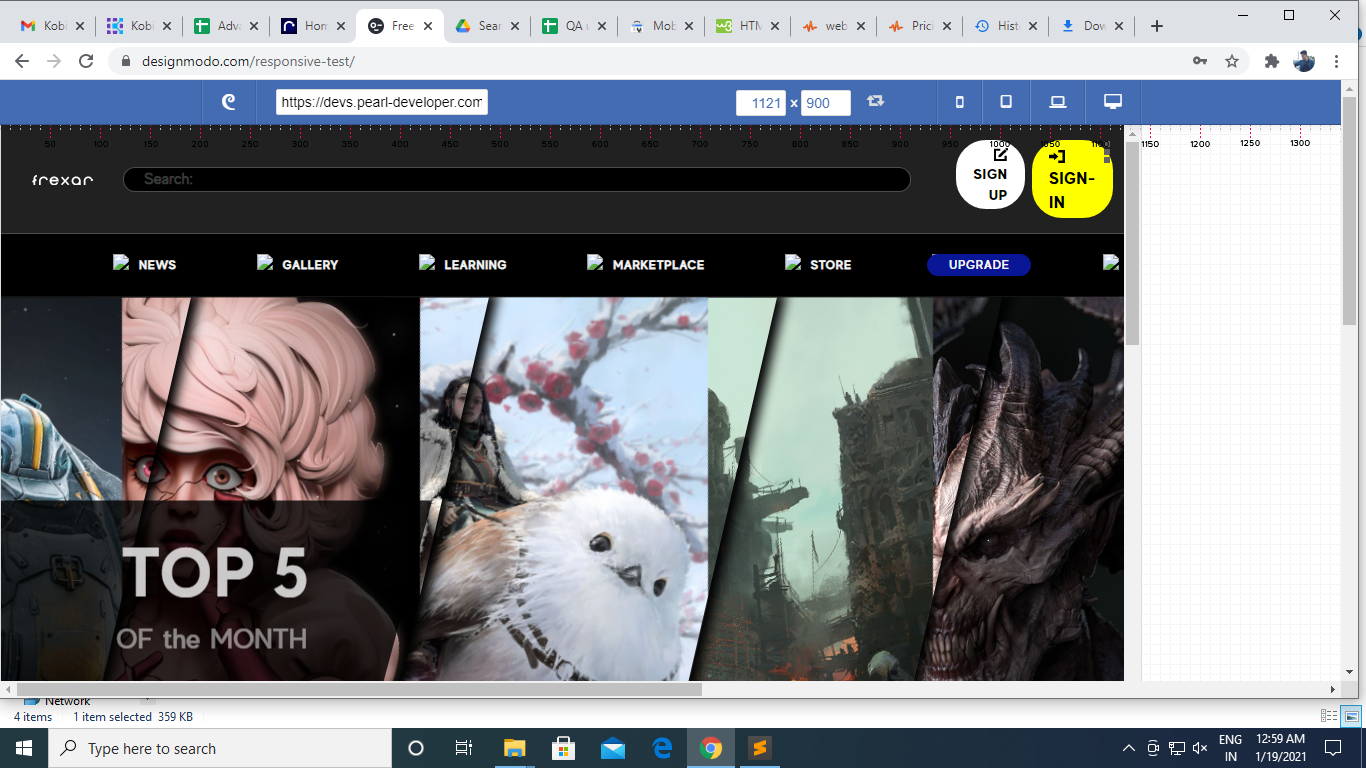 Kobi
Kobi
Adva
Hom
Free
Sear
QA u
Mob
HTM
web
Pricin
Histo
Dow
designmodo.com/responsive-test/
https://devs.pearl-developer.com
1121 x 900
50 100 150 200 250 300 350 400 450 500 550 600 650 700 750 800 850 900 950 1000 1050 1100 1150 1200 1250 1300
frexar
Search:
SIGN
UP
SIGN-
IN
NEWS
GALLERY
LEARNING
MARKETPLACE
STORE
UPGRADE
TOP 5
OF the MONTH
Network
4 items
1 item selected 359 KB
Type here to search
ENG
IN
12:59 AM
1/19/2021